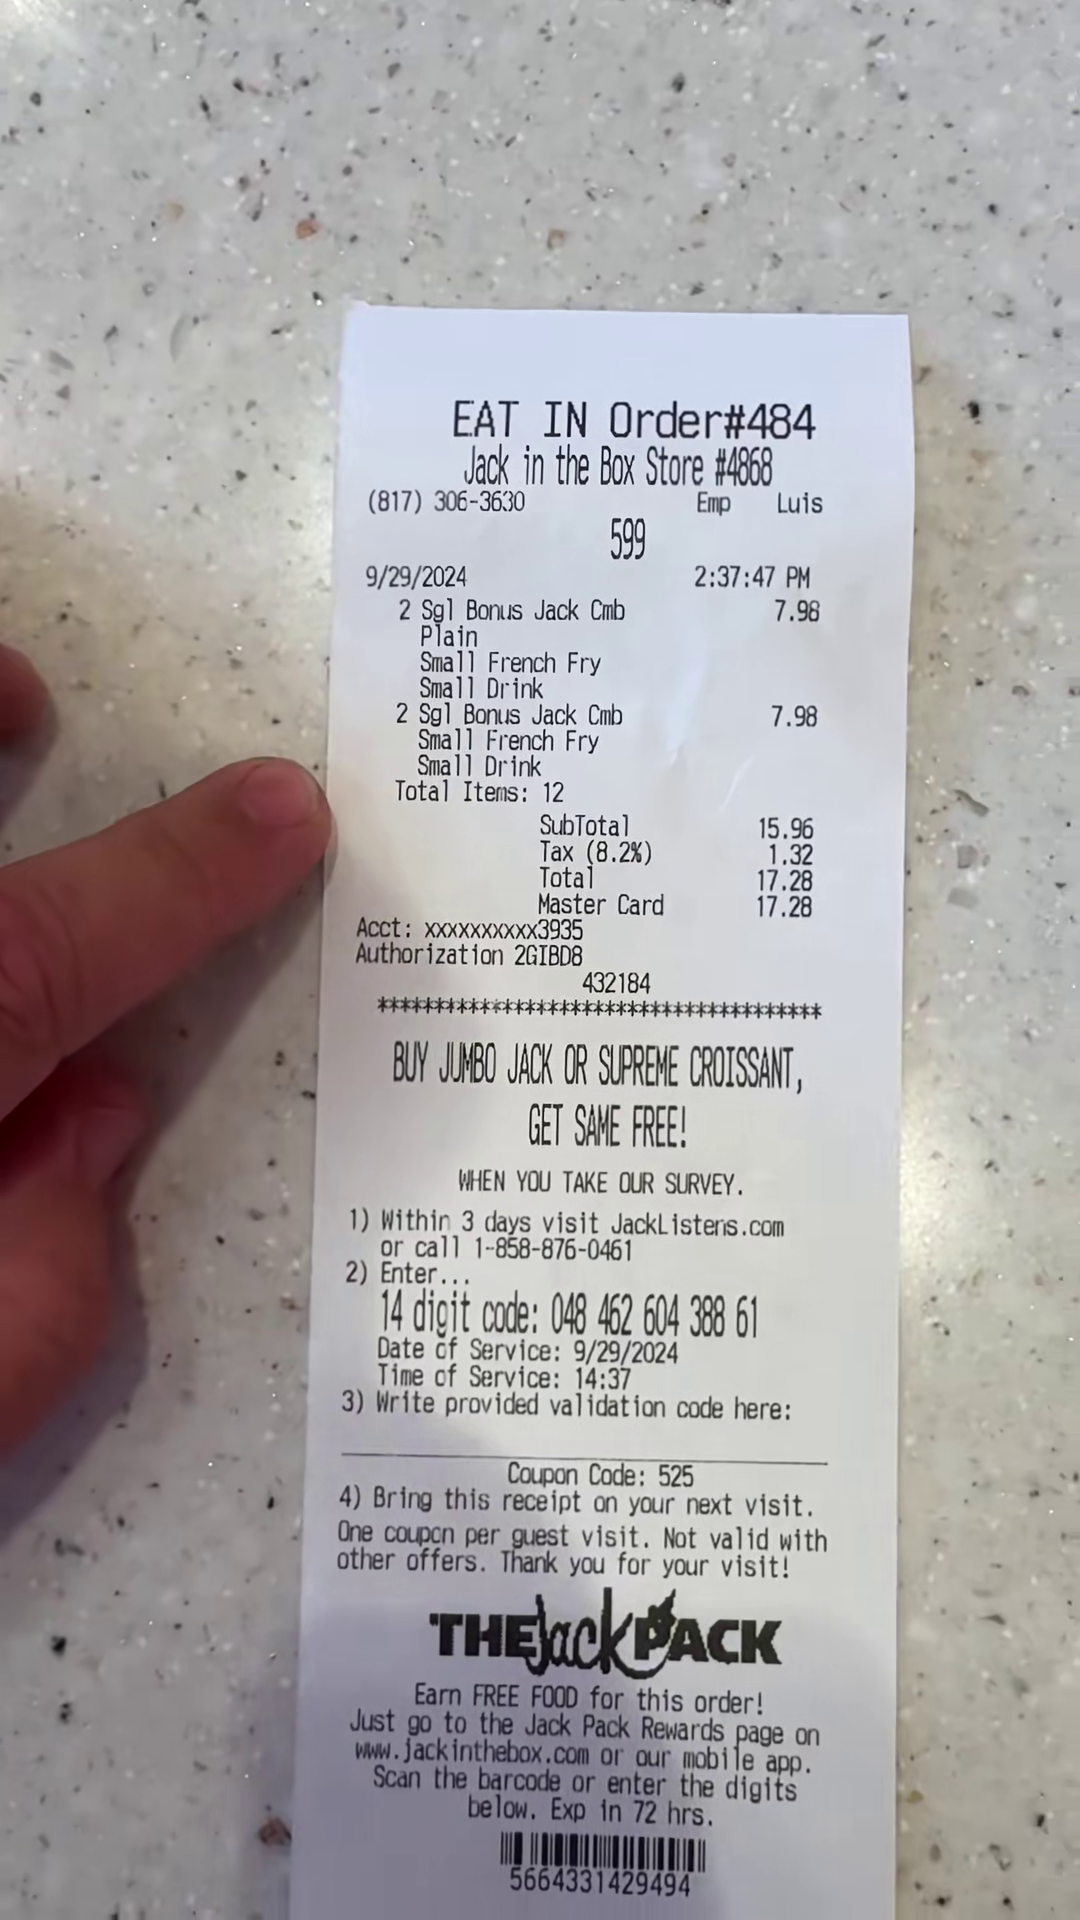 EAT IN Order#484
Jack in the Box Store #4868
(817) 306-3630 Emp Luis
599
9/29/2024 2:37:47 PM
2 Sgl Bonus Jack Cmb 7.98
Plain
Small French Fry
Small Drink
2 Sgl Bonus Jack Cmb 7.98
Small French Fry
Small Drink
Total Items: 12
SubTotal 15.96
Tax (8.2%) 1.32
Total 17.28
Master Card 17.28
Acct: xxxxxxxxxx3935
Authorization 2GIBD8
432184
***************************************
BUY JUMBO JACK OR SUPREME CROISSANT,
GET SAME FREE!
WHEN YOU TAKE OUR SURVEY.
1) Within 3 days visit JackListens.com
or call 1-858-876-0461
2) Enter...
14 digit code: 048 462 604 388 61
Date of Service: 9/29/2024
Time of Service: 14:37
3) Write provided validation code here:
Coupon Code: 525
4) Bring this receipt on your next visit.
One coupon per guest visit. Not valid with
other offers. Thank you for your visit!
THE Jack PACK
Earn FREE FOOD for this order!
Just go to the Jack Pack Rewards page on
www.jackinthebox.com or our mobile app.
Scan the barcode or enter the digits
below. Exp in 72 hrs.
5664331429494